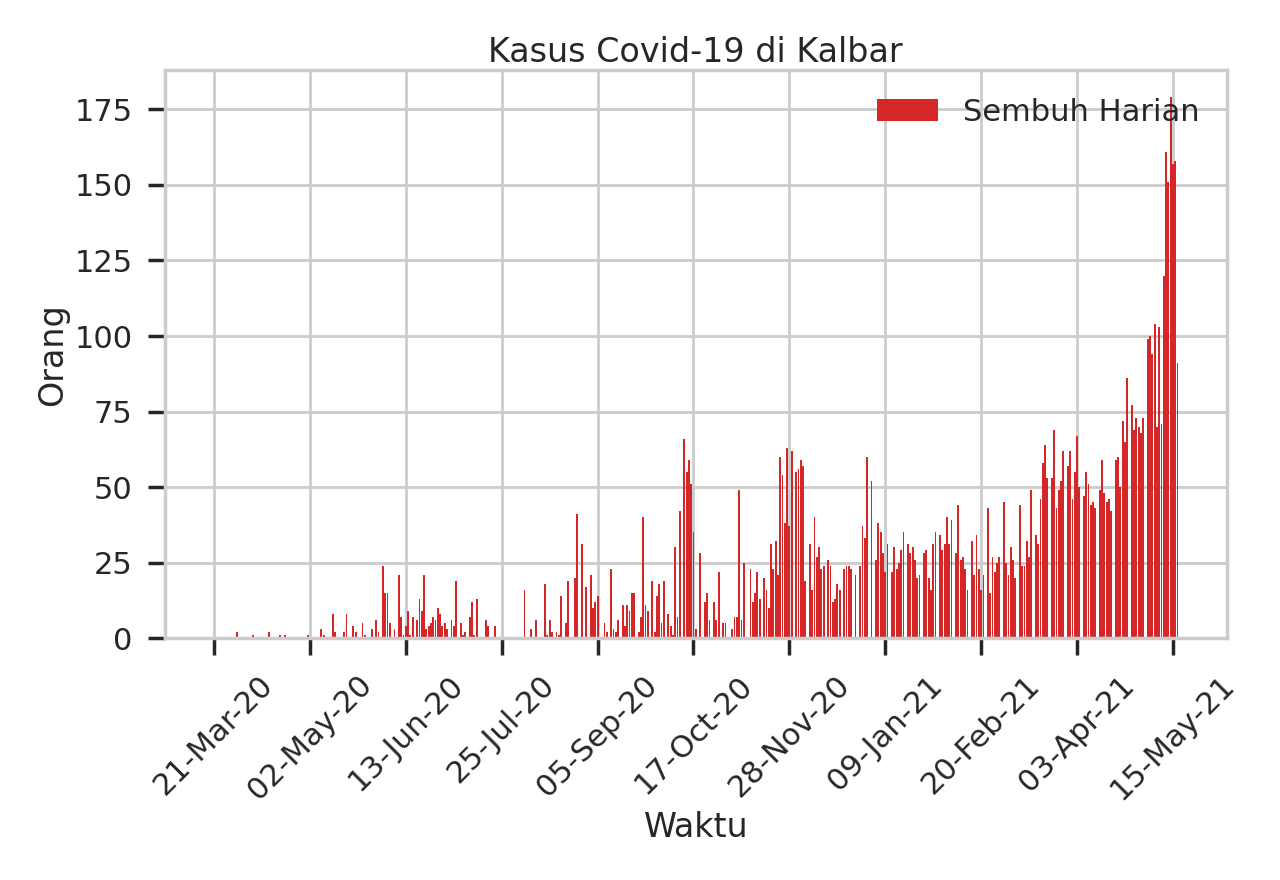 Kasus Covid-19 di Kalbar
Sembuh Harian
Orang
175
150
125
100
75
50
25
0
21-Mar-20
02-May-20
13-Jun-20
25-Jul-20
05-Sep-20
17-Oct-20
28-Nov-20
09-Jan-21
20-Feb-21
03-Apr-21
15-May-21
Waktu